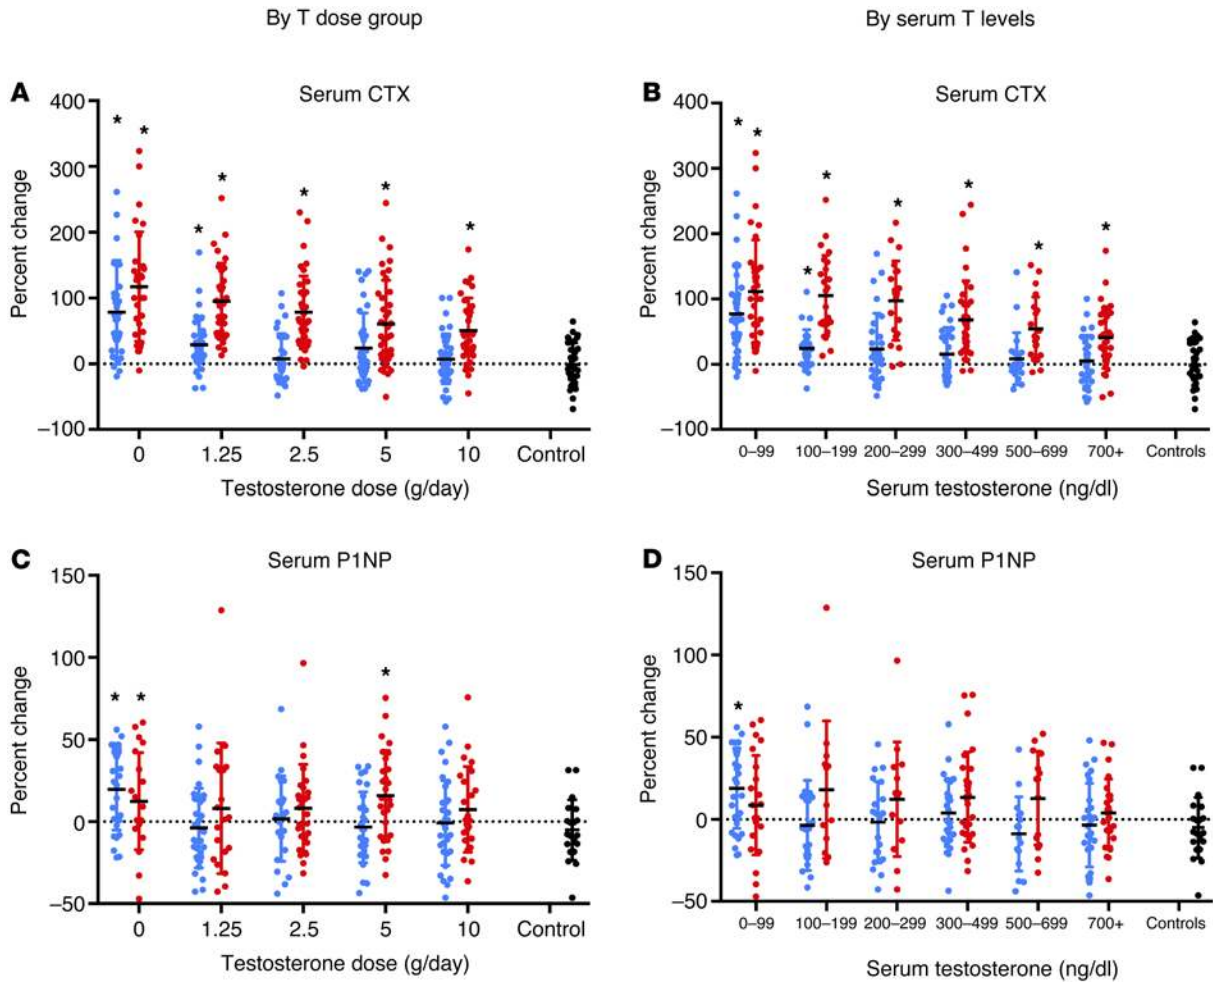 By T dose group
By serum T levels
A
Serum CTX
400
300
200
100
0
−100
Percent change
* * * * * * *
0 1.25 2.5 5 10 Control
Testosterone dose (g/day)
B
Serum CTX
400
300
200
100
0
−100
Percent change
* * * * * * * *
0–99 100–199 200–299 300–499 500–699 700+ Controls
Serum testosterone (ng/dl)
C
Serum P1NP
150
100
50
0
−50
Percent change
* * *
0 1.25 2.5 5 10 Control
Testosterone dose (g/day)
D
Serum P1NP
150
100
50
0
−50
Percent change
*
0–99 100–199 200–299 300–499 500–699 700+ Controls
Serum testosterone (ng/dl)